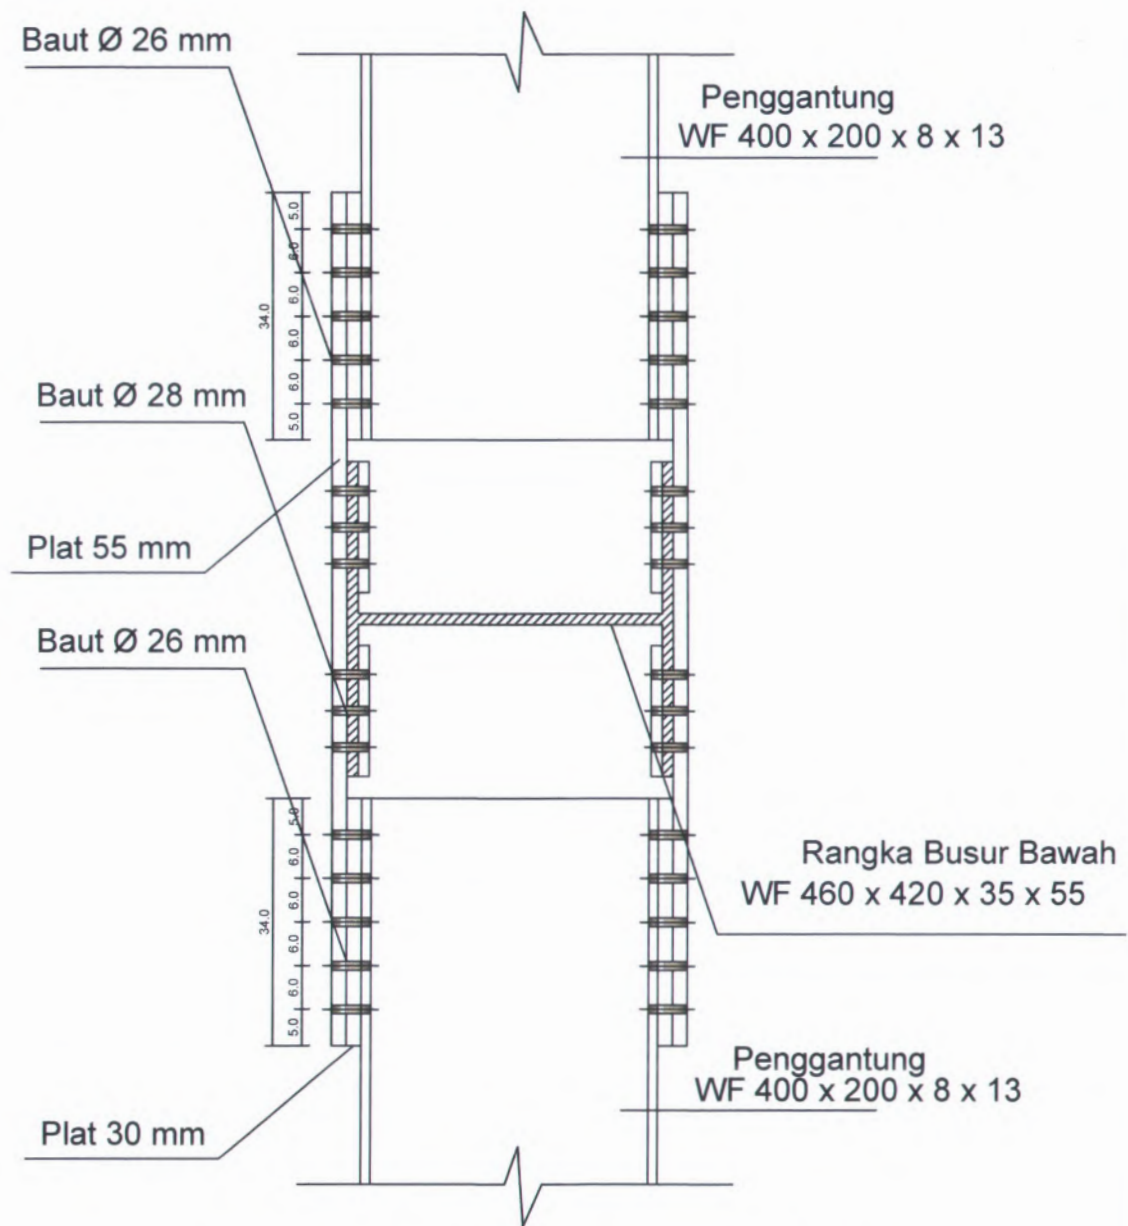 Baut Ø 26 mm
Penggantung
WF 400 x 200 x 8 x 13
5.0
6.0
6.0
34.0
6.0
6.0
5.0
Baut Ø 28 mm
Plat 55 mm
Baut Ø 26 mm
5.0
6.0
6.0
34.0
6.0
6.0
5.0
Rangka Busur Bawah
WF 460 x 420 x 35 x 55
Penggantung
WF 400 x 200 x 8 x 13
Plat 30 mm